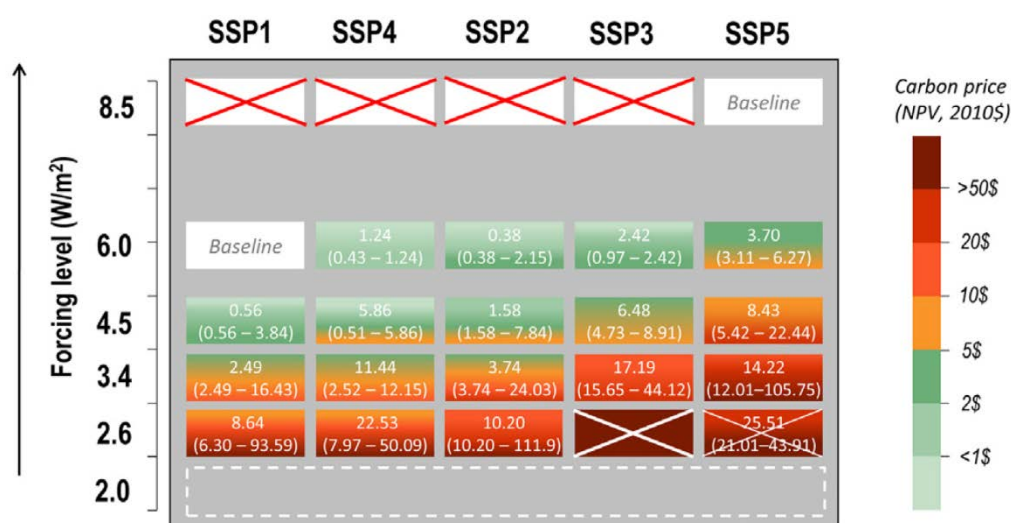 SSP1 SSP4 SSP2 SSP3 SSP5
8.5 Baseline
Carbon price
(NPV, 2010$)
Forcing level (W/m²)
6.0 Baseline 1.24 0.38 2.42 3.70
(0.43 – 1.24) (0.38 – 2.15) (0.97 – 2.42) (3.11 – 6.27)
4.5 0.56 5.86 1.58 6.48 8.43
(0.56 – 3.84) (0.51 – 5.86) (1.58 – 7.84) (4.73 – 8.91) (5.42 – 22.44)
3.4 2.49 11.44 3.74 17.19 14.22
(2.49 – 16.43) (2.52 – 12.15) (3.74 – 24.03) (15.65 – 44.12) (12.01–105.75)
2.6 8.64 22.53 10.20 25.51
(6.30 – 93.59) (7.97 – 50.09) (10.20 – 111.9) (21.01–43.91)
2.0
>50$
20$
10$
5$
2$
<1$